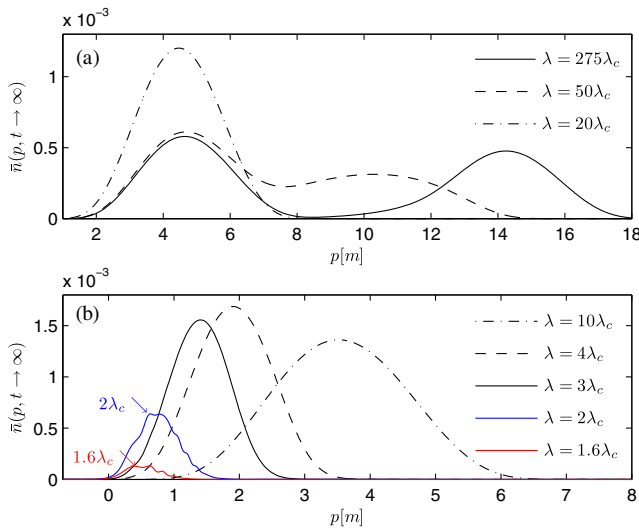 x 10⁻³
(a)
λ = 275λ_c
λ = 50λ_c
λ = 20λ_c
n̄(p, t → ∞)
1
0.5
0
2 4 6 8 10 12 14 16 18
p[m]
x 10⁻³
(b)
λ = 10λ_c
λ = 4λ_c
λ = 3λ_c
λ = 2λ_c
λ = 1.6λ_c
2λ_c
1.6λ_c
n̄(p, t → ∞)
1.5
1
0.5
0
0 1 2 3 4 5 6 7 8
p[m]